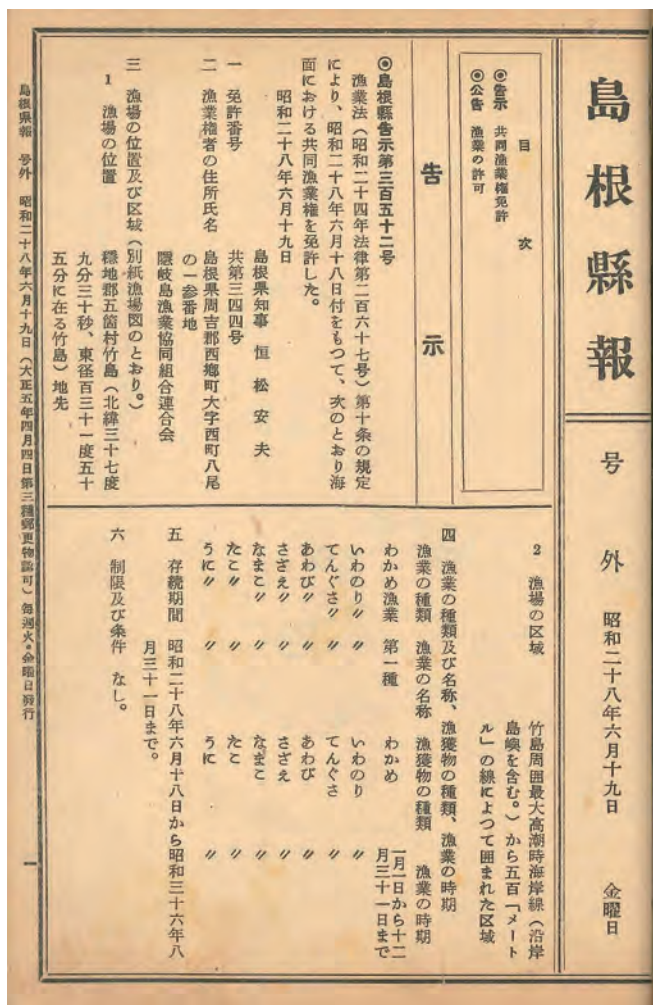 島根縣報
号外　昭和二十八年六月十九日　金曜日
目次
◎告示　共同漁業権免許
◎公告　漁業の許可
告示
◎島根縣告示第三百五十二号
漁業法（昭和二十四年法律第二百六十七号）第十条の規定
により、昭和二十八年六月十八日付をもつて、次のとおり海
面における共同漁業権を免許した。
昭和二十八年六月十九日
島根県知事　恒松安夫
一　免許番号　共第三四四号
二　漁業権者の住所氏名　島根県周吉郡西郷町大字西町八尾
の一参番地
隠岐島漁業協同組合連合会
三　漁場の位置及び区域（別紙漁場図のとおり。）
1　漁場の位置　穩地郡五箇村竹島（北緯三十七度
九分三十秒、東径百三十一度五十
五分に在る竹島）地先
2　漁場の区域　竹島周囲最大高潮時海岸線（沿岸
島嶼を含む。）から五百「メート
ル」の線によつて囲まれた区域
四　漁業の種類及び名称、漁獲物の種類、漁業の時期
漁業の種類　漁業の名称　漁獲物の種類　漁業の時期
わかめ漁業　第一種　わかめ　一月一日から十二
月三十一日まで
いわのり〃　〃　いわのり　〃
てんぐさ〃　〃　てんぐさ　〃
あわび〃　〃　あわび　〃
さざえ〃　〃　さざえ　〃
なまこ〃　〃　なまこ　〃
たこ〃　〃　たこ　〃
うに〃　〃　うに　〃
五　存続期間　昭和二十八年六月十八日から昭和三十六年八
月三十一日まで。
六　制限及び条件　なし。
島根県報　号外　昭和二十八年六月十九日（大正五年四月四日第三種郵更物認可）毎週火・金曜日発行　一